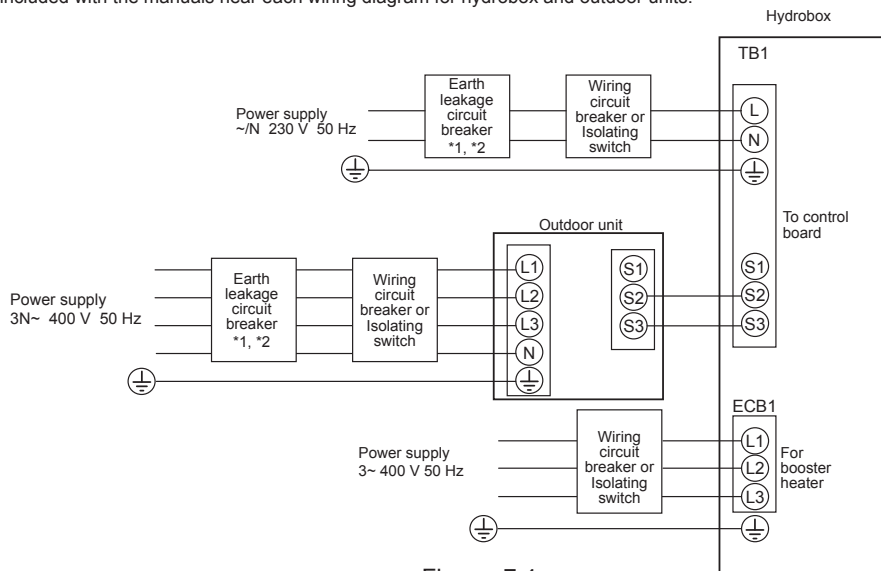 included with the manuals near each wiring diagram for hydrobox and outdoor units.
Hydrobox
TB1
Power supply
~/N 230 V 50 Hz
Earth
leakage
circuit
breaker
*1, *2
Wiring
circuit
breaker or
Isolating
switch
L
N
To control
board
S1
S2
S3
Outdoor unit
Power supply
3N~ 400 V 50 Hz
Earth
leakage
circuit
breaker
*1, *2
Wiring
circuit
breaker or
Isolating
switch
L1
L2
L3
N
S1
S2
S3
ECB1
Power supply
3~ 400 V 50 Hz
Wiring
circuit
breaker or
Isolating
switch
L1
L2
L3
For
booster
heater